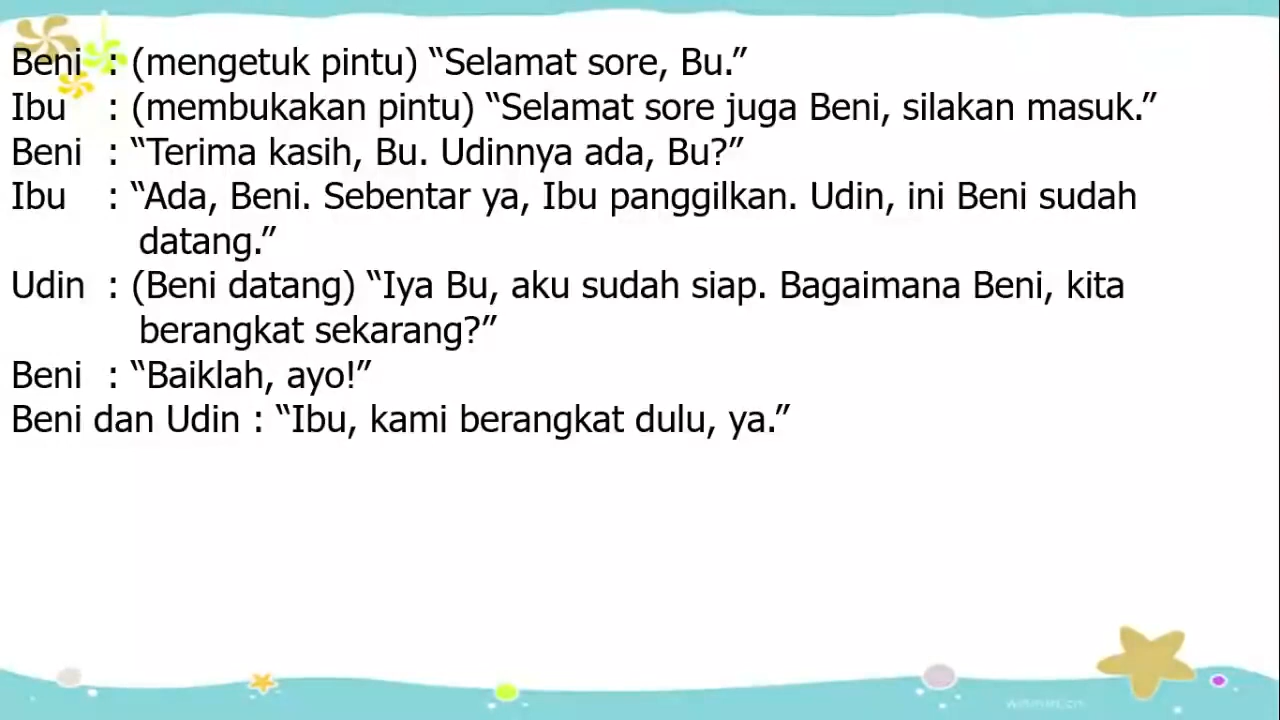 Beni : (mengetuk pintu) “Selamat sore, Bu.”
Ibu : (membukakan pintu) “Selamat sore juga Beni, silakan masuk.”
Beni : “Terima kasih, Bu. Udinnya ada, Bu?”
Ibu : “Ada, Beni. Sebentar ya, Ibu panggilkan. Udin, ini Beni sudah
datang.”
Udin : (Beni datang) “Iya Bu, aku sudah siap. Bagaimana Beni, kita
berangkat sekarang?”
Beni : “Baiklah, ayo!”
Beni dan Udin : “Ibu, kami berangkat dulu, ya.”